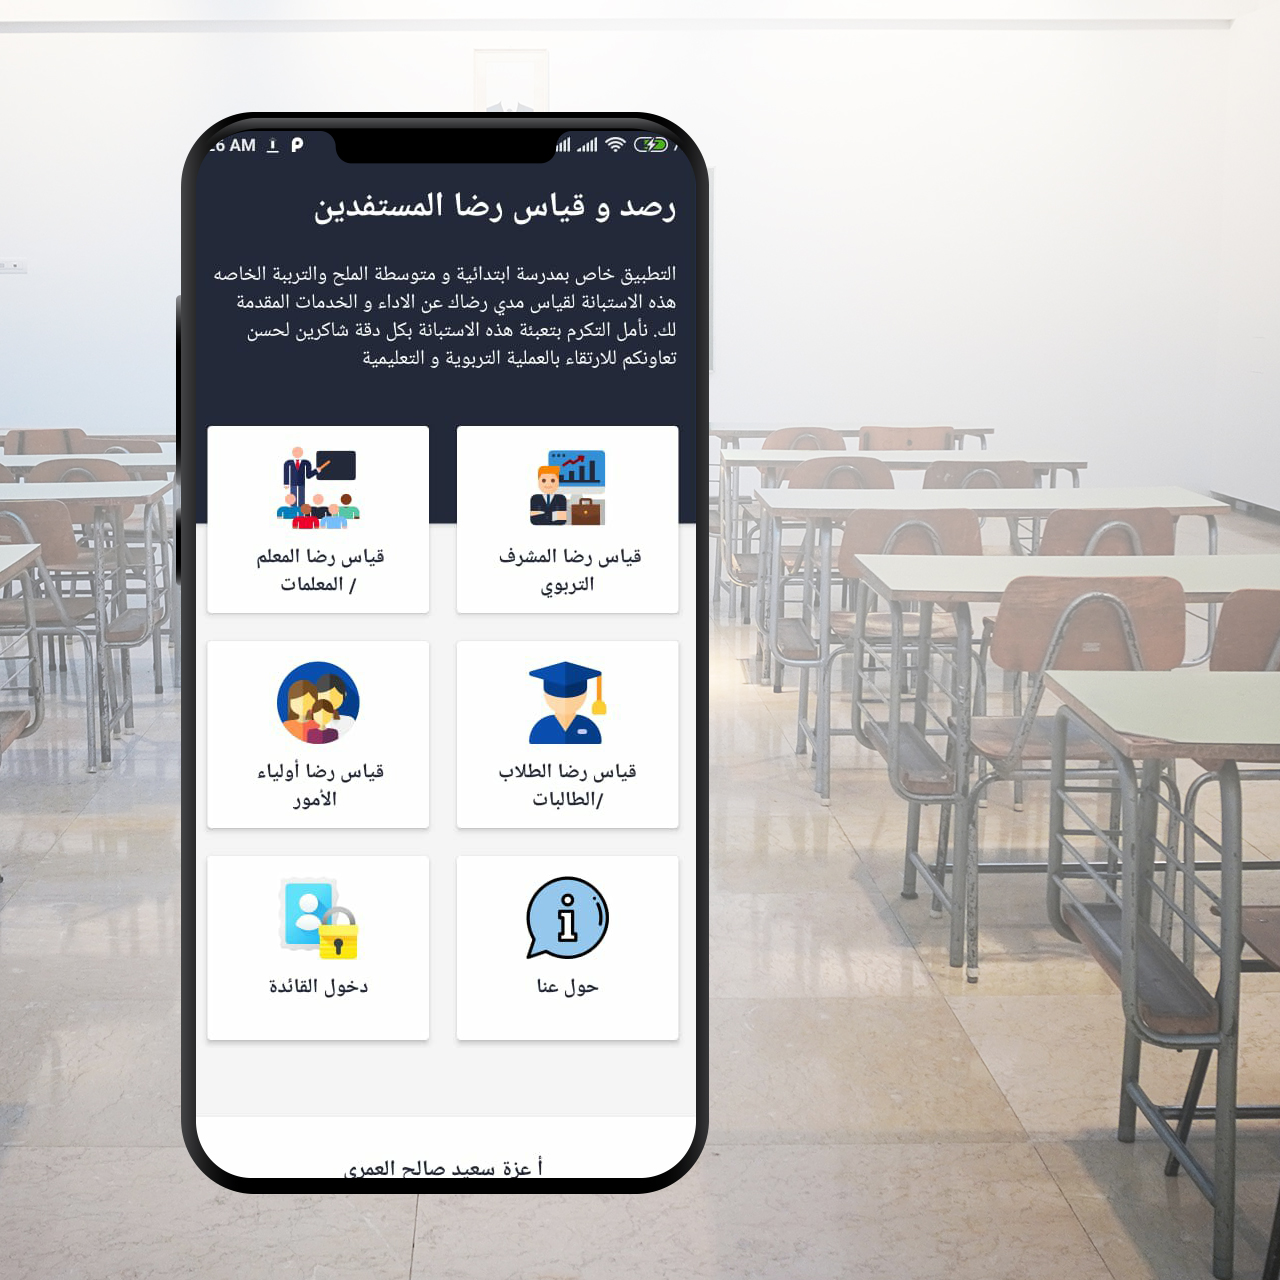 26 AM
رصد و قياس رضا المستفدين
التطبيق خاص بمدرسة ابتدائية و متوسطة الملح والتربية الخاصه
هذه الاستبانة لقياس مدي رضاك عن الاداء و الخدمات المقدمة
لك. نأمل التكرم بتعبئة هذه الاستبانة بكل دقة شاكرين لحسن
تعاونكم للارتقاء بالعملية التربوية و التعليمية
قياس رضا المشرف
التربوي
قياس رضا المعلم
/ المعلمات
قياس رضا الطلاب
/الطالبات
قياس رضا أولياء
الأمور
حول عنا
دخول القائدة
أ عزة سعيد صالح العمري